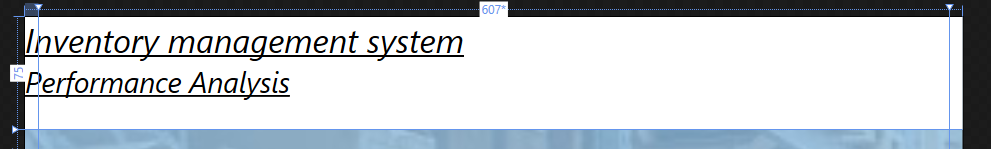 607*
Inventory management system
75
Performance Analysis